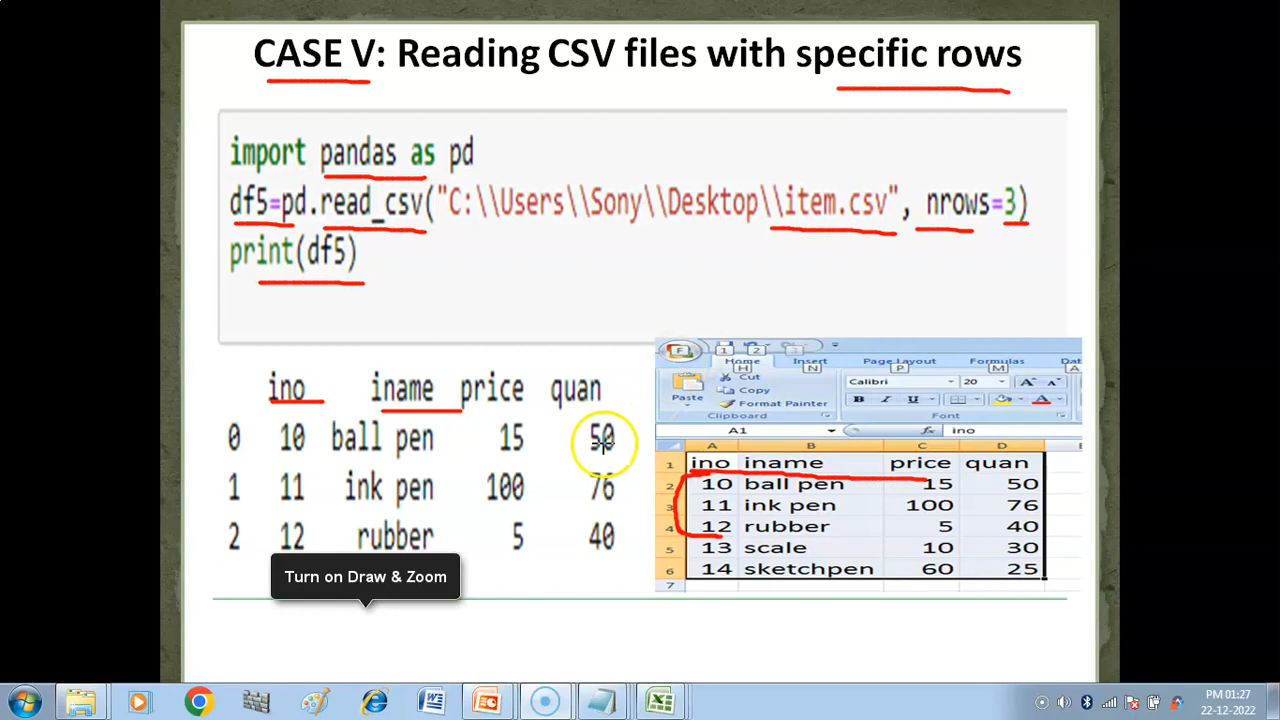 CASE V: Reading CSV files with specific rows
import pandas as pd
df5=pd.read_csv("C:\\Users\\Sony\\Desktop\\item.csv", nrows=3)
print(df5)
ino iname price quan
0 10 ball pen 15 50
1 11 ink pen 100 76
2 12 rubber 5 40
Turn on Draw & Zoom
F 1 2 3
Home Insert Page Layout Formulas Dat
H N P M A
Cut
Copy
Format Painter
Paste
Calibri 20 A A
B I U A
Clipboard Font
A1 fx ino
A B C D E
1 ino iname price quan
2 10 ball pen 15 50
3 11 ink pen 100 76
4 12 rubber 5 40
5 13 scale 10 30
6 14 sketchpen 60 25
7
PM 01:27
22-12-2022